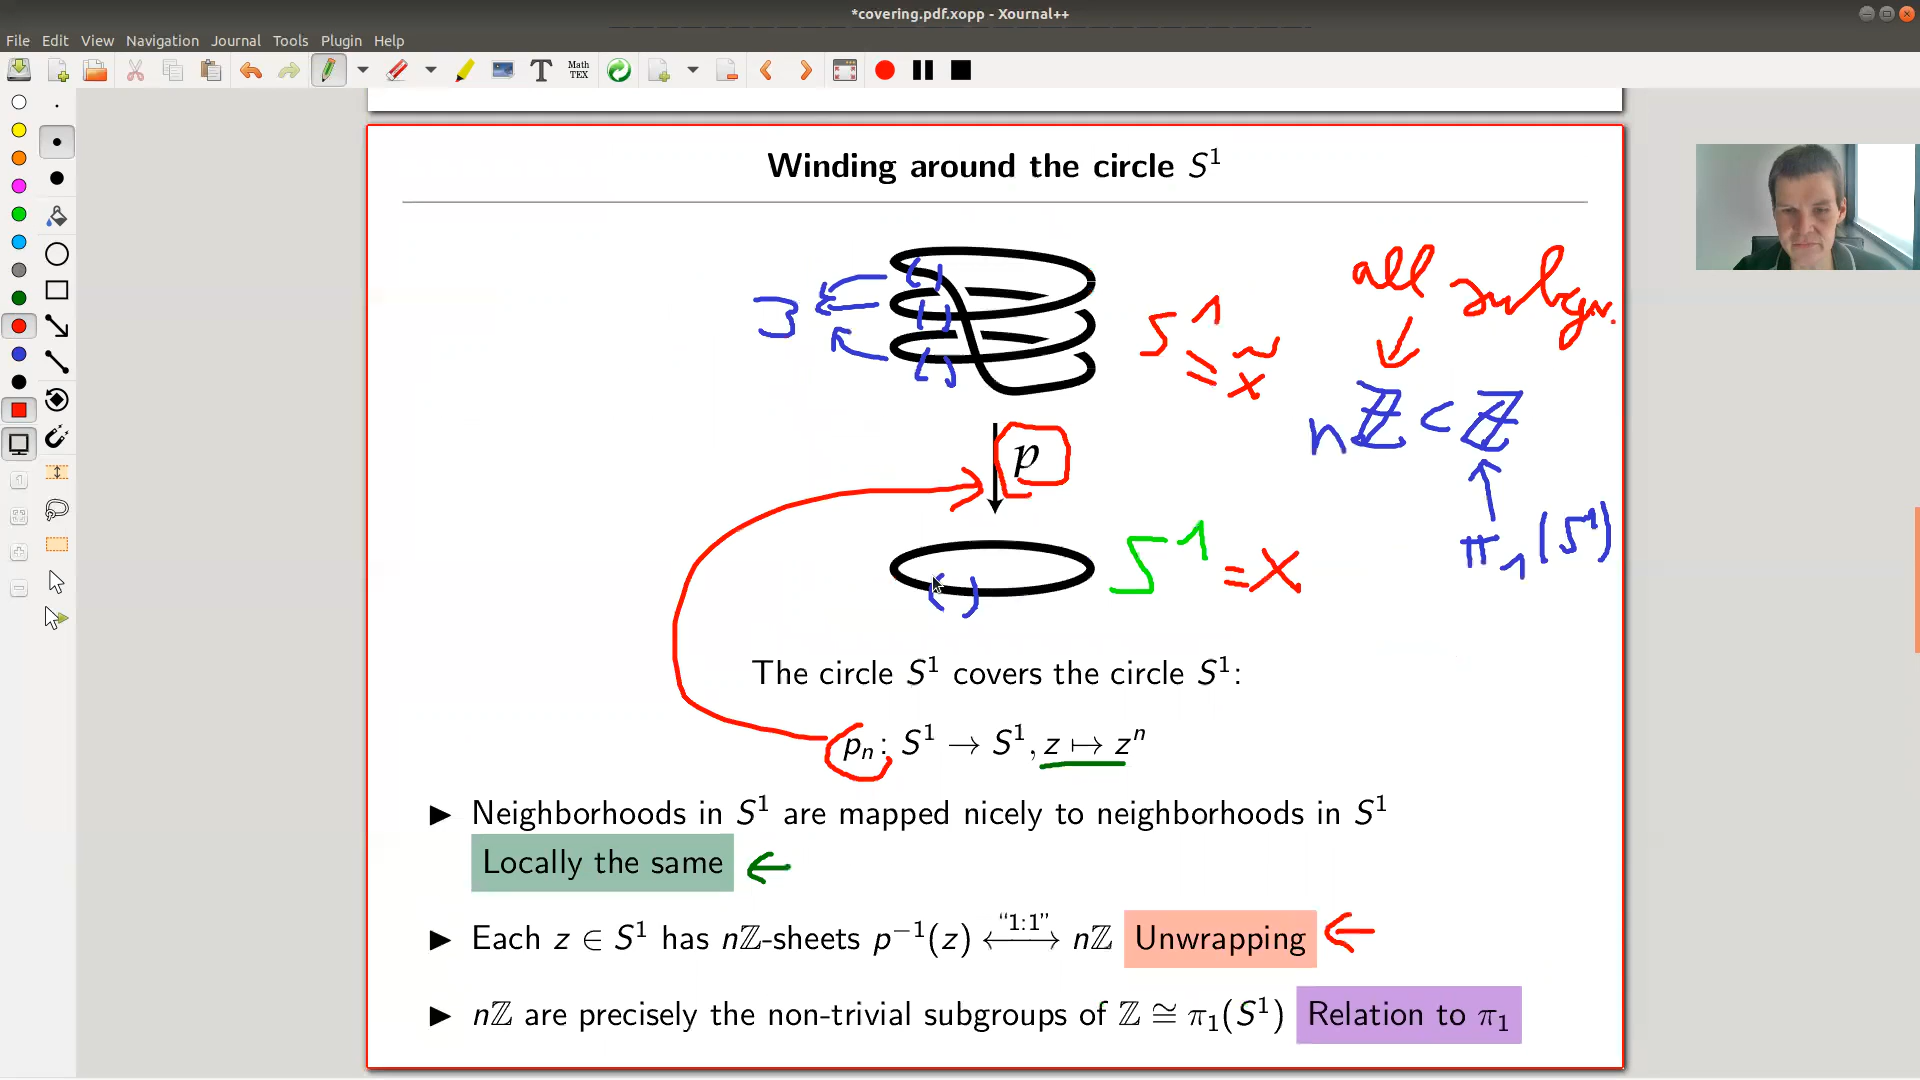 *covering.pdf.xopp - Xournal++
File Edit View Navigation Journal Tools Plugin Help
T Math TEX
Winding around the circle S¹
3
S¹ = X̃
all subgr.
nℤ ⊂ ℤ
π₁(S¹)
p
S¹ = X
The circle S¹ covers the circle S¹:
pₙ: S¹ → S¹, z ↦ zⁿ
▶ Neighborhoods in S¹ are mapped nicely to neighborhoods in S¹
Locally the same
▶ Each z ∈ S¹ has nℤ-sheets p⁻¹(z) ⟷ “1:1” nℤ Unwrapping
▶ nℤ are precisely the non-trivial subgroups of ℤ ≅ π₁(S¹) Relation to π₁